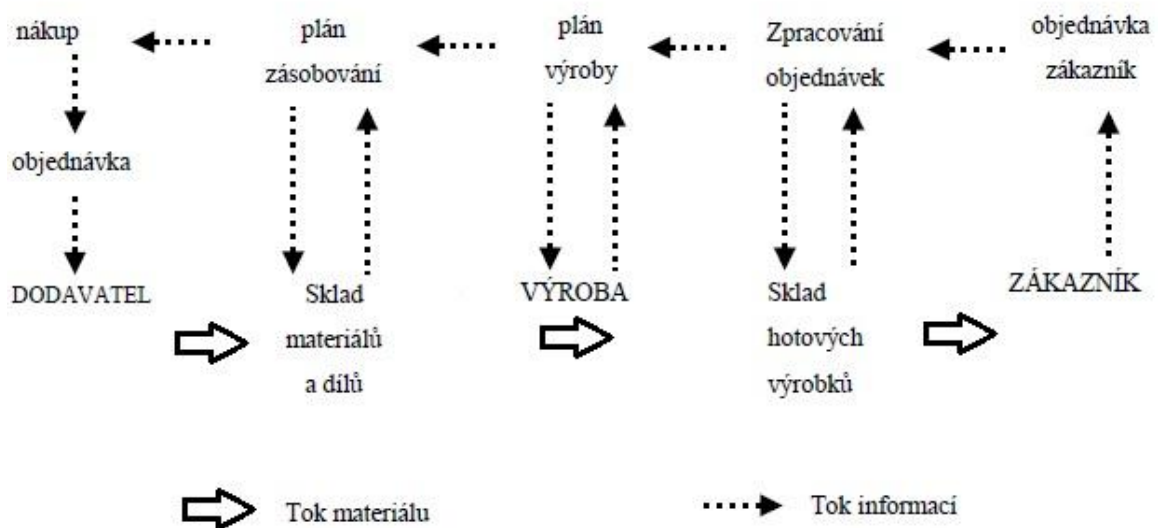 nákup
plán
zásobování
plán
výroby
Zpracování
objednávek
objednávka
zákazník
objednávka
DODAVATEL
Sklad
materiálů
a dílů
VÝROBA
Sklad
hotových
výrobků
ZÁKAZNÍK
Tok materiálu
Tok informací